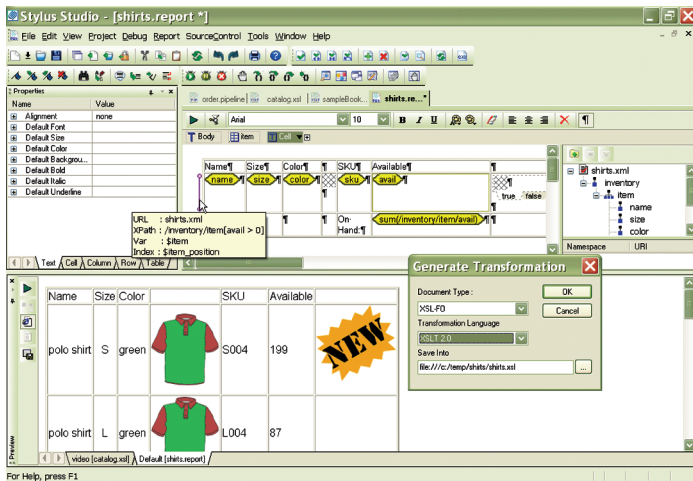 Stylus Studio - [shirts.report *]
File Edit View Project Debug Report SourceControl Tools Window Help
Properties
Name Value
Alignment none
Default Font
Default Size
Default Color
Default Backgrou...
Default Bold
Default Italic
Default Underline
Text Cell Column Row Table
order.pipeline catalog.xsl sampleBook... shirts.re...*
Arial 10 B I U
Body item Cell
Name¶ Size¶ Color¶ ¶ SKU¶ Available¶ ¶
name ¶ size ¶ color ¶ ¶ sku ¶ avail ¶ ¶
true false
¶ ¶ On-Hand:¶ sum(/inventory/item/avail) ¶ ¶
URL : shirts.xml
XPath : /inventory/item[avail > 0]
Var : $item
Index : $item_position
shirts.xml
inventory
item
name
size
color
Namespace URI
Generate Transformation
Document Type :
XSL-FO
OK
Cancel
Transformation Language
XSLT 2.0
Save Into
file:///c:/temp/shirts/shirts.xsl
...
Name Size Color SKU Available
polo shirt S green S004 199 NEW
polo shirt L green L004 87
Preview
video [catalog.xsl] Default [shirts.report]
For Help, press F1